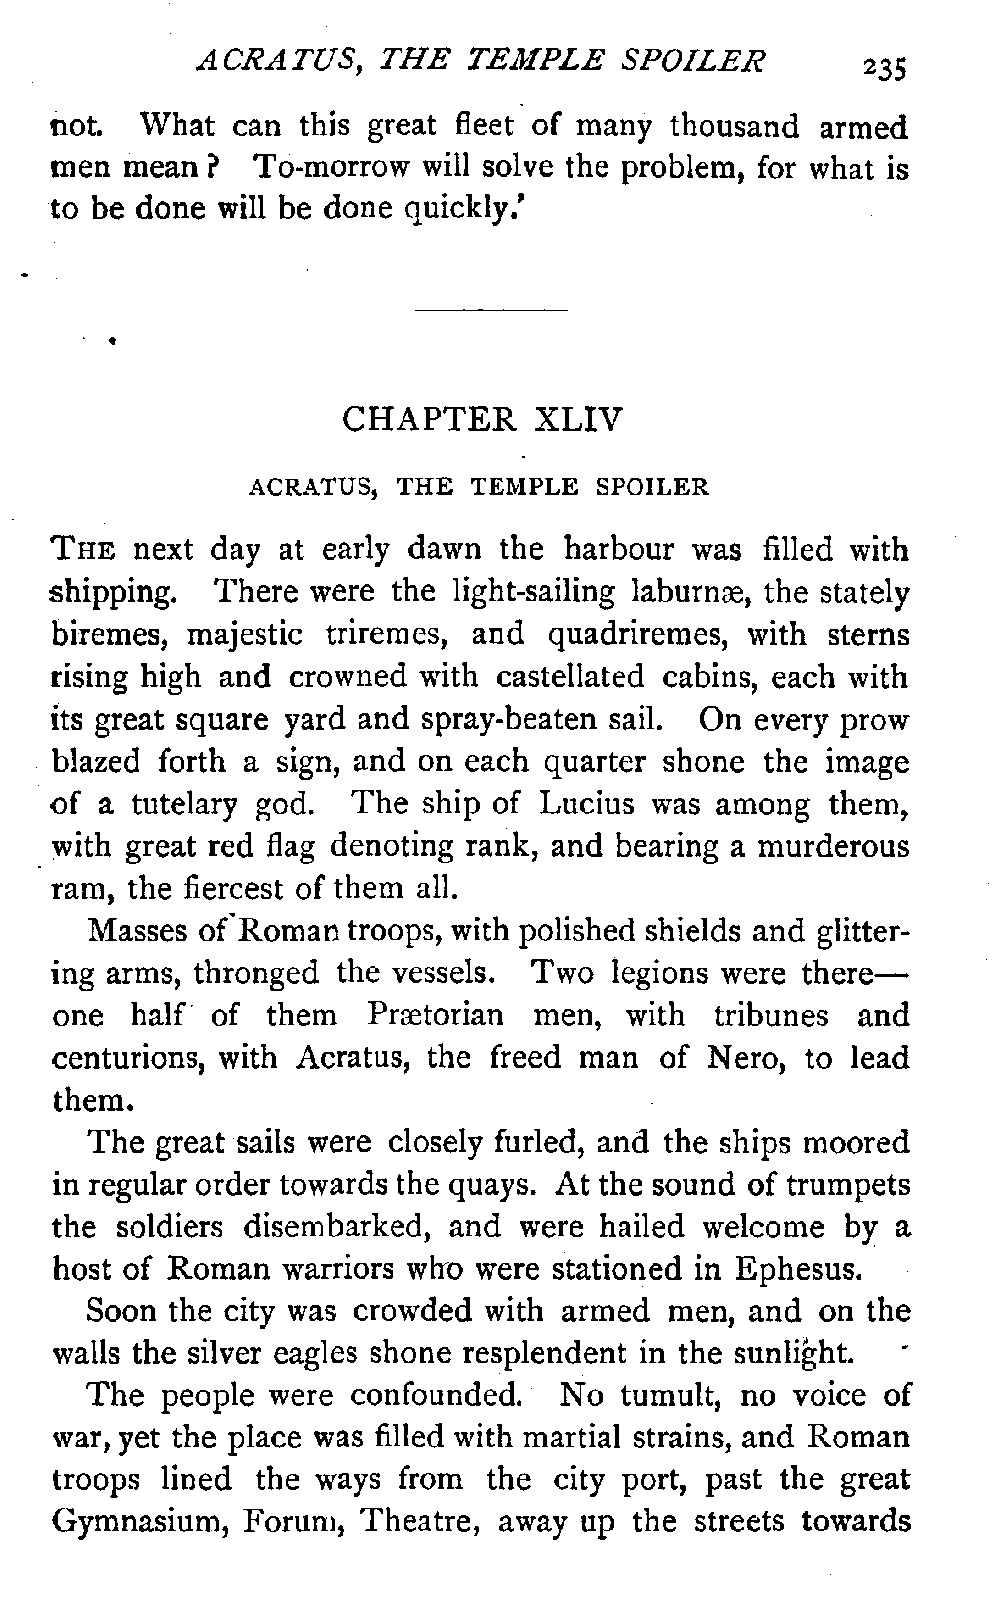 ACRATUS, THE TEMPLE SPOILER 235
not. What can this great fleet of many thousand armed
men mean? To-morrow will solve the problem, for what is
to be done will be done quickly.'
CHAPTER XLIV
ACRATUS, THE TEMPLE SPOILER
THE next day at early dawn the harbour was filled with
shipping. There were the light-sailing laburnæ, the stately
biremes, majestic triremes, and quadriremes, with sterns
rising high and crowned with castellated cabins, each with
its great square yard and spray-beaten sail. On every prow
blazed forth a sign, and on each quarter shone the image
of a tutelary god. The ship of Lucius was among them,
with great red flag denoting rank, and bearing a murderous
ram, the fiercest of them all.
Masses of Roman troops, with polished shields and glitter-
ing arms, thronged the vessels. Two legions were there—
one half of them Prætorian men, with tribunes and
centurions, with Acratus, the freed man of Nero, to lead
them.
The great sails were closely furled, and the ships moored
in regular order towards the quays. At the sound of trumpets
the soldiers disembarked, and were hailed welcome by a
host of Roman warriors who were stationed in Ephesus.
Soon the city was crowded with armed men, and on the
walls the silver eagles shone resplendent in the sunlight.
The people were confounded. No tumult, no voice of
war, yet the place was filled with martial strains, and Roman
troops lined the ways from the city port, past the great
Gymnasium, Forum, Theatre, away up the streets towards